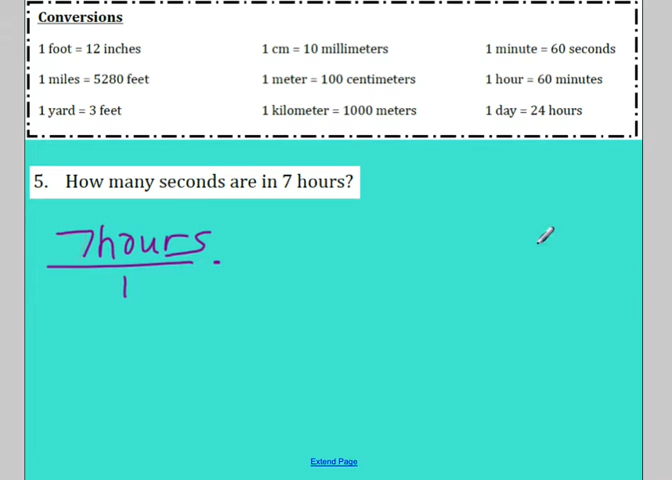 Conversions
1 foot = 12 inches
1 cm = 10 millimeters
1 minute = 60 seconds
1 miles = 5280 feet
1 meter = 100 centimeters
1 hour = 60 minutes
1 yard = 3 feet
1 kilometer = 1000 meters
1 day = 24 hours
5. How many seconds are in 7 hours?
7hours .
1
Extend Page